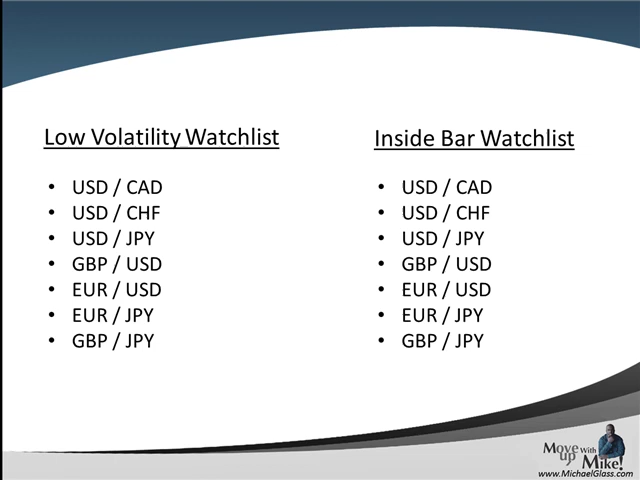 Low Volatility Watchlist
• USD / CAD
• USD / CHF
• USD / JPY
• GBP / USD
• EUR / USD
• EUR / JPY
• GBP / JPY
Inside Bar Watchlist
• USD / CAD
• USD / CHF
• USD / JPY
• GBP / USD
• EUR / USD
• EUR / JPY
• GBP / JPY
Move up With Mike!
www.MichaelGlass.com